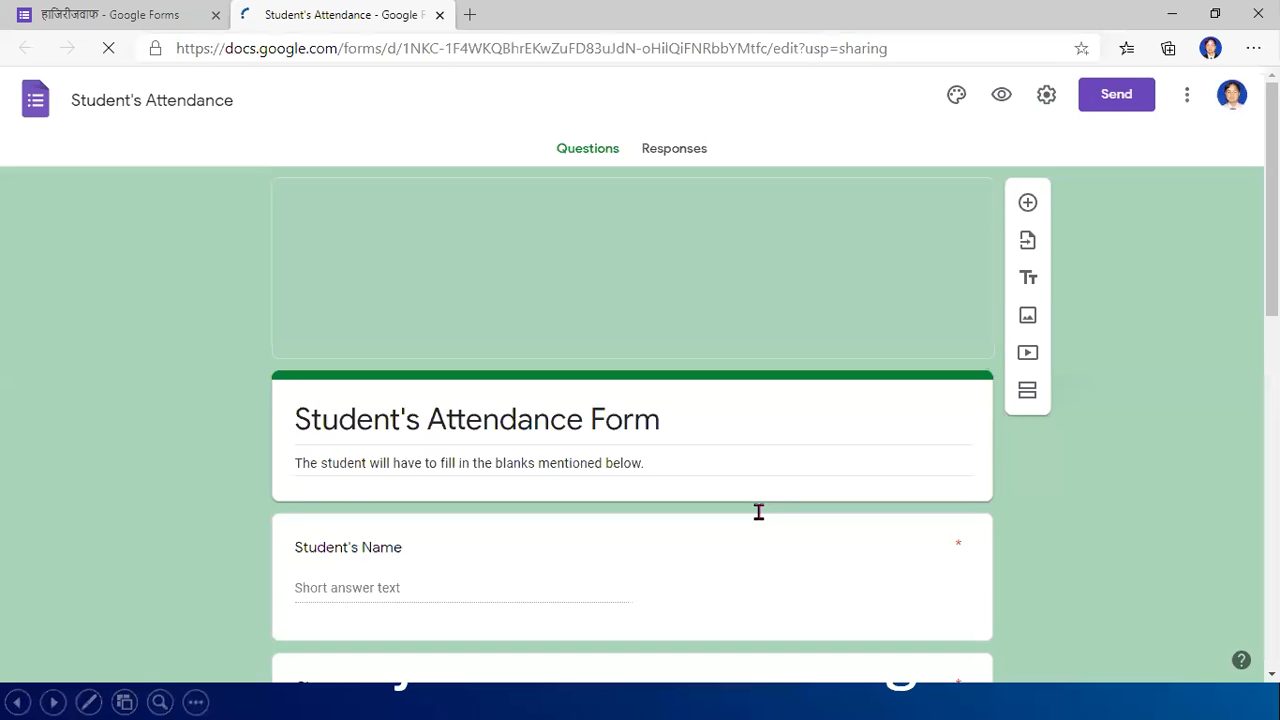 हाजिरीजवाफ - Google Forms
Student's Attendance - Google F
https://docs.google.com/forms/d/1NKC-1F4WKQBhrEKwZuFD83uJdN-oHilQiFNRbbYMtfc/edit?usp=sharing
Student's Attendance
Send
Questions Responses
Tт
Student's Attendance Form
The student will have to fill in the blanks mentioned below.
Student's Name *
Short answer text